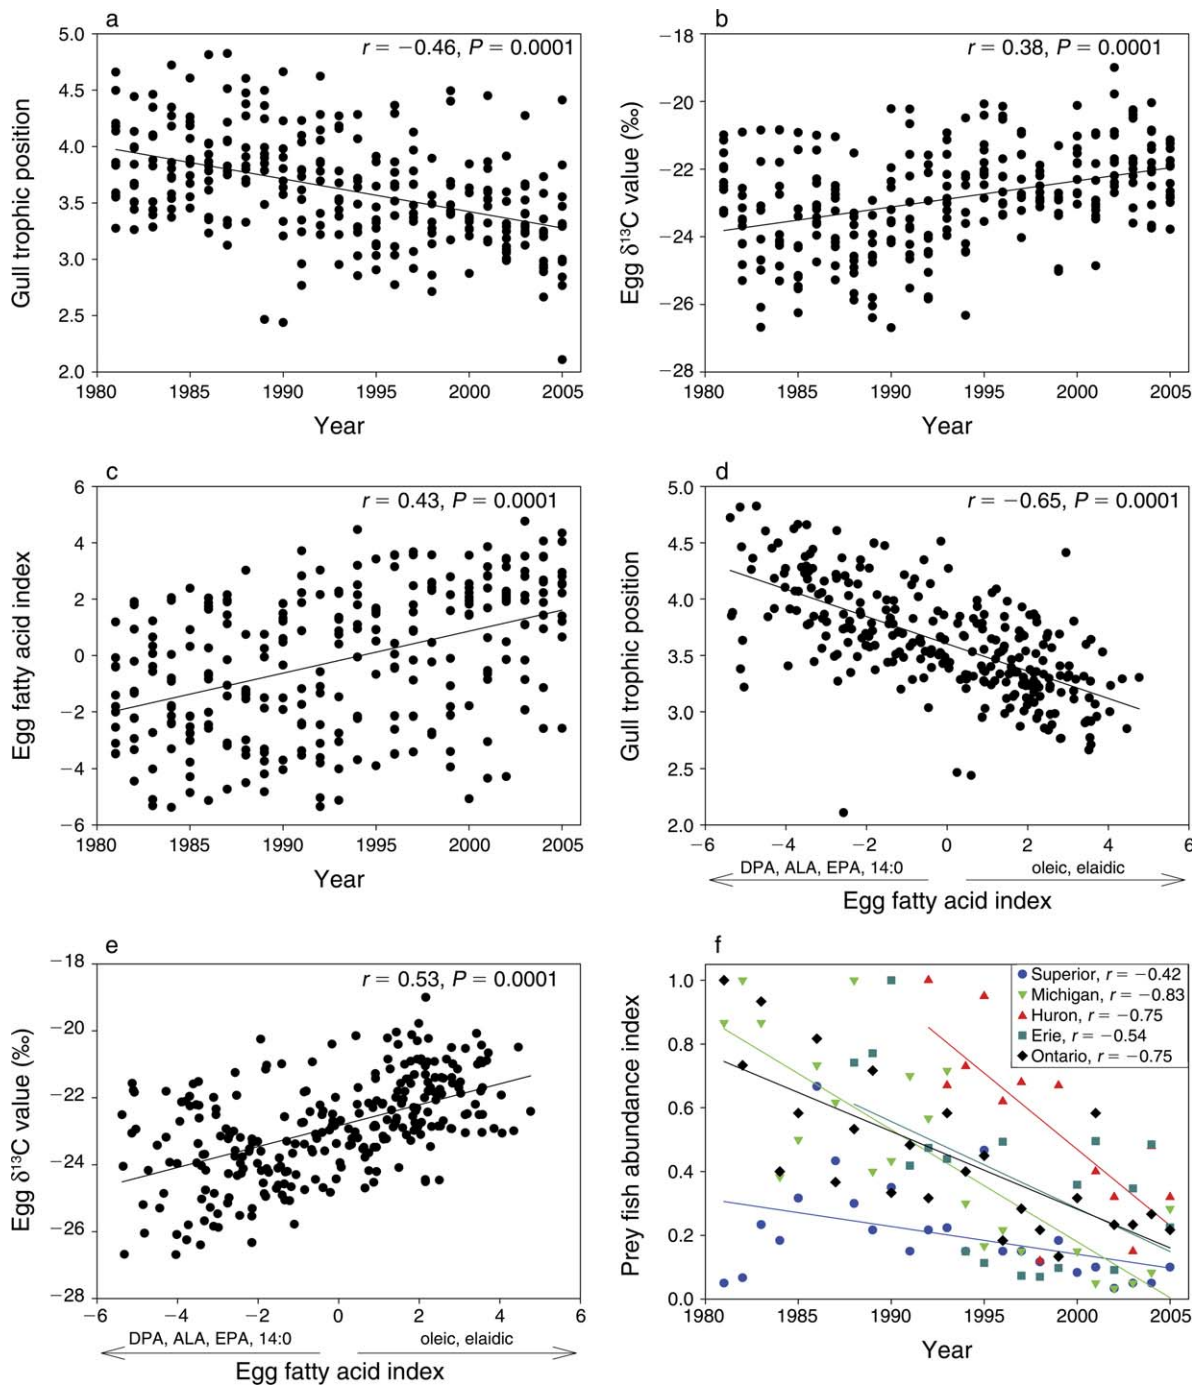 a
r = −0.46, P = 0.0001
5.0
4.5
4.0
3.5
3.0
2.5
2.0
Gull trophic position
1980 1985 1990 1995 2000 2005
Year
b
r = 0.38, P = 0.0001
−18
−20
−22
−24
−26
−28
Egg δ¹³C value (‰)
1980 1985 1990 1995 2000 2005
Year
c
r = 0.43, P = 0.0001
6
4
2
0
−2
−4
−6
Egg fatty acid index
1980 1985 1990 1995 2000 2005
Year
d
r = −0.65, P = 0.0001
5.0
4.5
4.0
3.5
3.0
2.5
2.0
Gull trophic position
−6 −4 −2 0 2 4 6
DPA, ALA, EPA, 14:0 oleic, elaidic
Egg fatty acid index
e
r = 0.53, P = 0.0001
−18
−20
−22
−24
−26
−28
Egg δ¹³C value (‰)
−6 −4 −2 0 2 4 6
DPA, ALA, EPA, 14:0 oleic, elaidic
Egg fatty acid index
f
Superior, r = −0.42
Michigan, r = −0.83
Huron, r = −0.75
Erie, r = −0.54
Ontario, r = −0.75
1.0
0.8
0.6
0.4
0.2
0.0
Prey fish abundance index
1980 1985 1990 1995 2000 2005
Year